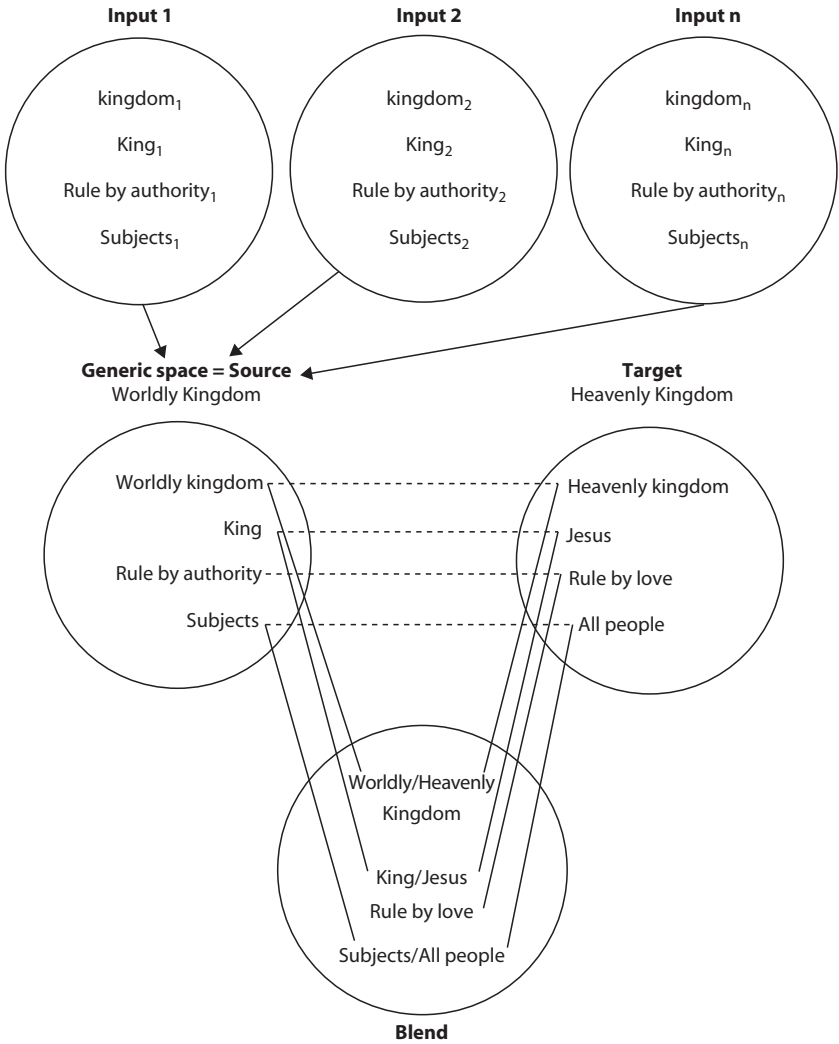 Input 1
Input 2
Input n
kingdom₁
King₁
Rule by authority₁
Subjects₁
kingdom₂
King₂
Rule by authority₂
Subjects₂
kingdomₙ
Kingₙ
Rule by authorityₙ
Subjectsₙ
Generic space = Source
Worldly Kingdom
Target
Heavenly Kingdom
Worldly kingdom
King
Rule by authority
Subjects
Heavenly kingdom
Jesus
Rule by love
All people
Worldly/Heavenly
Kingdom
King/Jesus
Rule by love
Subjects/All people
Blend